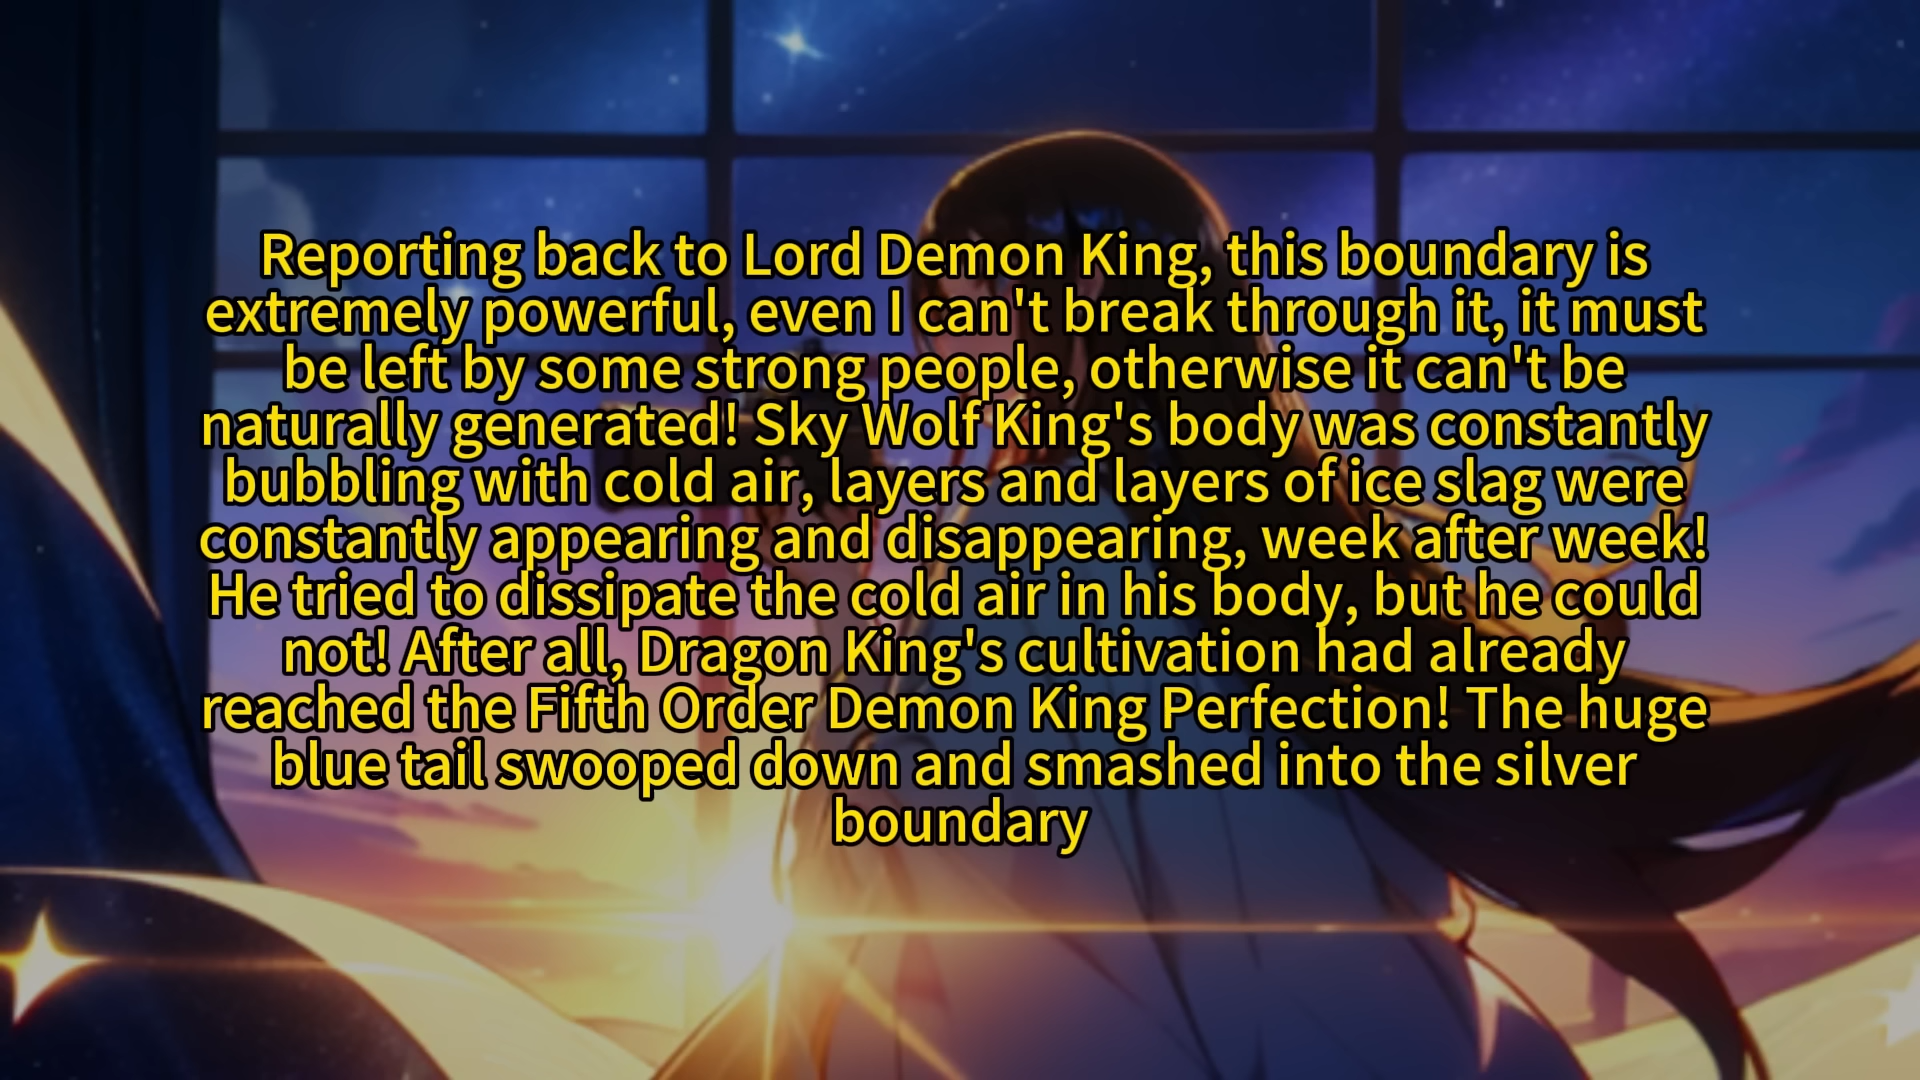 Reporting back to Lord Demon King, this boundary is
extremely powerful, even I can't break through it, it must
be left by some strong people, otherwise it can't be
naturally generated! Sky Wolf King's body was constantly
bubbling with cold air, layers and layers of ice slag were
constantly appearing and disappearing, week after week!
He tried to dissipate the cold air in his body, but he could
not! After all, Dragon King's cultivation had already
reached the Fifth Order Demon King Perfection! The huge
blue tail swooped down and smashed into the silver
boundary